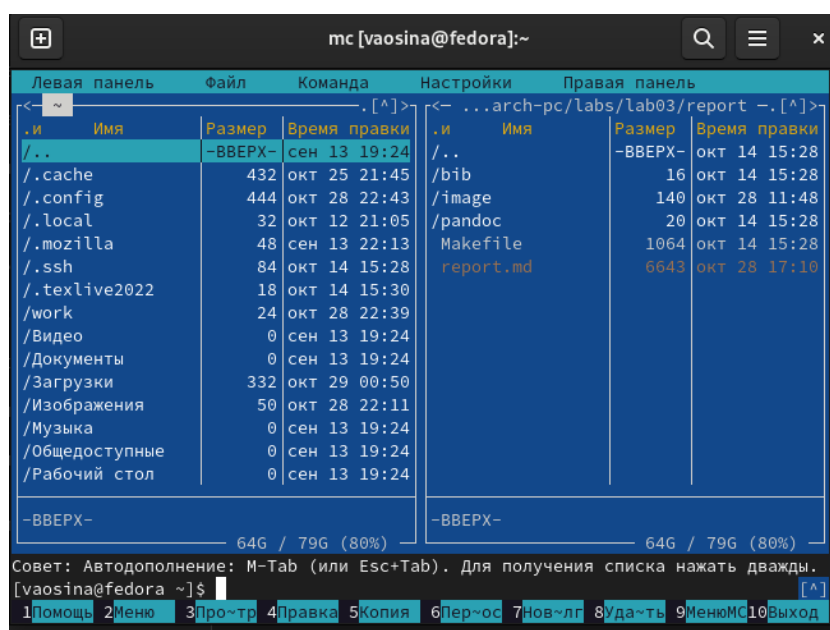 mc [vaosina@fedora]:~
Левая панель Файл Команда Настройки Правая панель
<— ~ .[^]>
.и Имя Размер Время правки
/.. -ВВЕРХ- сен 13 19:24
/.cache 432 окт 25 21:45
/.config 444 окт 28 22:43
/.local 32 окт 12 21:05
/.mozilla 48 сен 13 22:13
/.ssh 84 окт 14 15:28
/.texlive2022 18 окт 14 15:30
/work 24 окт 28 22:39
/Видео 0 сен 13 19:24
/Документы 0 сен 13 19:24
/Загрузки 332 окт 29 00:50
/Изображения 50 окт 28 22:11
/Музыка 0 сен 13 19:24
/Общедоступные 0 сен 13 19:24
/Рабочий стол 0 сен 13 19:24
-ВВЕРХ-
64G / 79G (80%)
<— ...arch-pc/labs/lab03/report —.[^]>
.и Имя Размер Время правки
/.. -ВВЕРХ- окт 14 15:28
/bib 16 окт 14 15:28
/image 140 окт 28 11:48
/pandoc 20 окт 14 15:28
Makefile 1064 окт 14 15:28
report.md 6643 окт 28 17:10
-ВВЕРХ-
64G / 79G (80%)
Совет: Автодополнение: M-Tab (или Esc+Tab). Для получения списка нажать дважды.
[vaosina@fedora ~]$ [^]
1Помощь 2Меню 3Про~тр 4Правка 5Копия 6Пер~ос 7Нов~лг 8Уда~ть 9МенюМС 10Выход